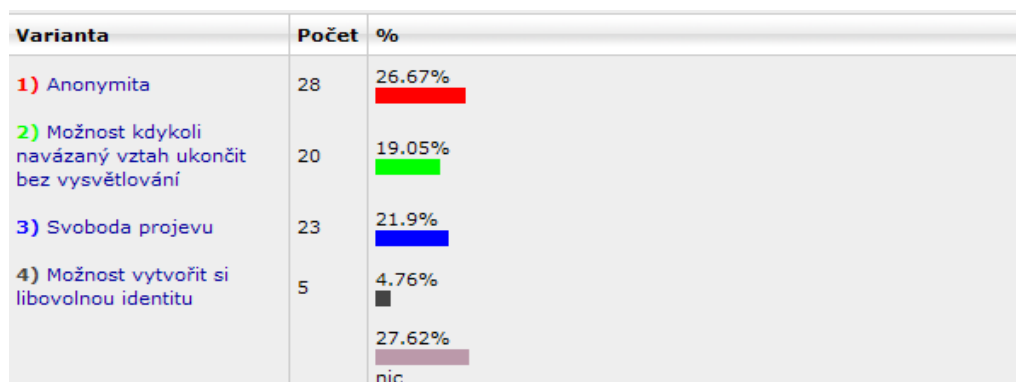 Varianta Počet %
1) Anonymita 28 26.67%
2) Možnost kdykoli
navázaný vztah ukončit
bez vysvětlování
20 19.05%
3) Svoboda projevu 23 21.9%
4) Možnost vytvořit si
libovolnou identitu
5 4.76%
27.62%
nic